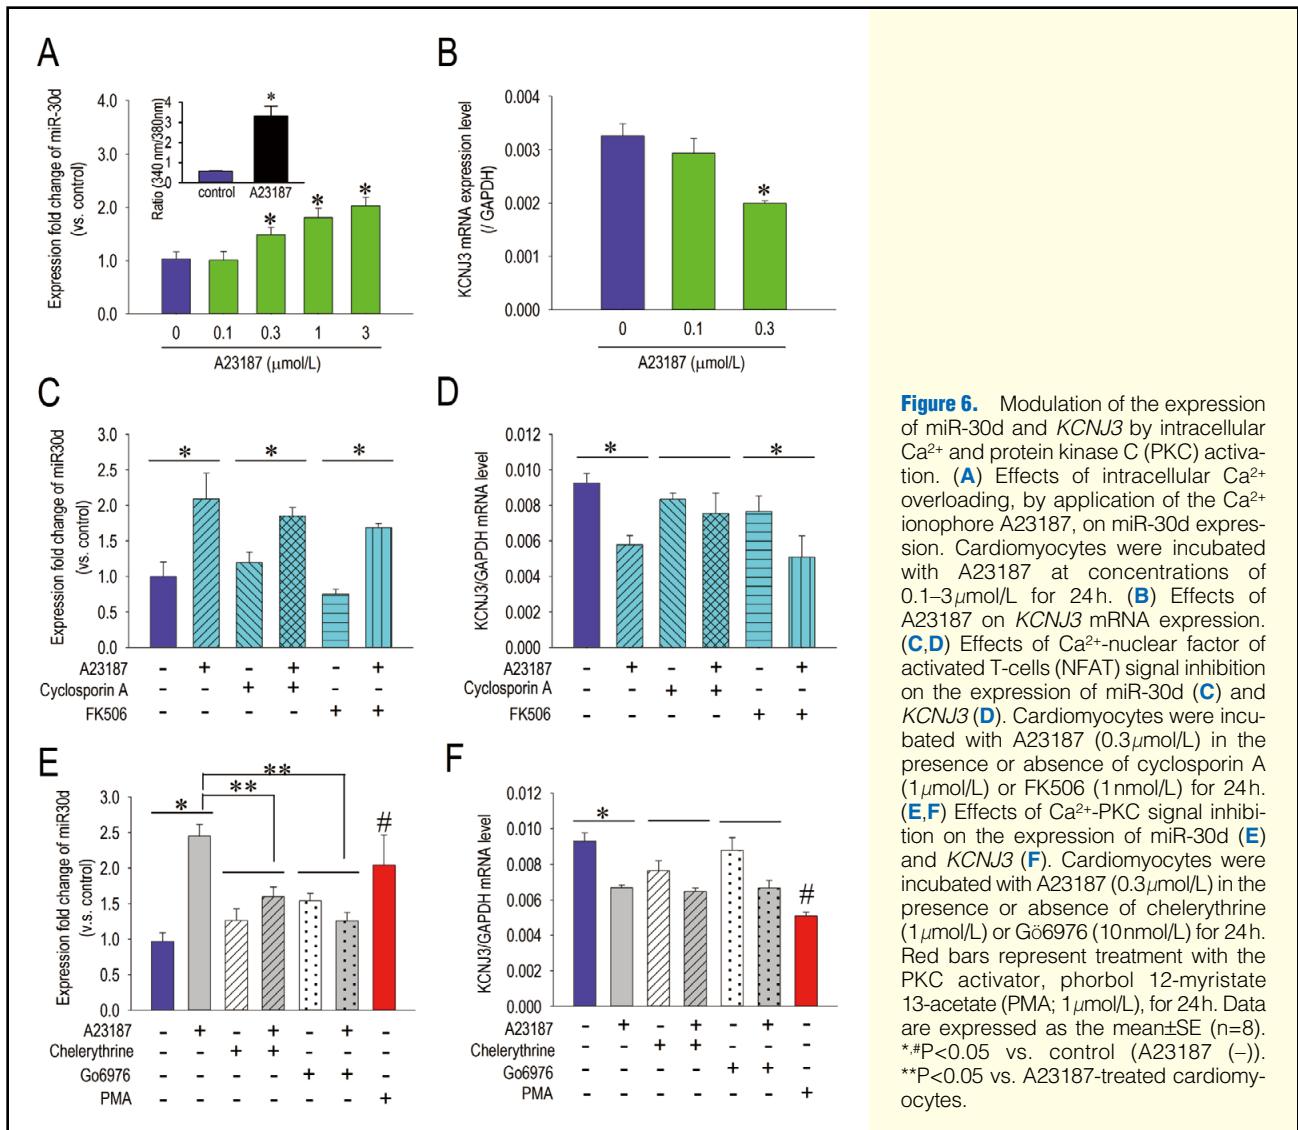 A
Expression fold change of miR-30d
(vs. control)
4.0
3.0
2.0
1.0
0.0
Ratio (340 nm/380nm)
4
3
2
1
0
*
control A23187
* * *
0 0.1 0.3 1 3
A23187 (μmol/L)
B
KCNJ3 mRNA expression level
(/ GAPDH)
0.004
0.003
0.002
0.001
0.000
*
0 0.1 0.3
A23187 (μmol/L)
C
Expression fold change of miR30d
(vs. control)
3.0
2.5
2.0
1.5
1.0
0.5
0.0
* * *
A23187 - + - + - +
Cyclosporin A - - + + - -
FK506 - - - - + +
D
KCNJ3/GAPDH mRNA level
0.012
0.010
0.008
0.006
0.004
0.002
0.000
* *
A23187 - + - + - +
Cyclosporin A - - + + - -
FK506 - - - - + +
E
Expression fold change of miR30d
(v.s. control)
3.0
2.5
2.0
1.5
1.0
0.5
0.0
* ** ** #
A23187 - + - + - + -
Chelerythrine - - + + - - -
Go6976 - - - - + + -
PMA - - - - - - +
F
KCNJ3/GAPDH mRNA level
0.012
0.010
0.008
0.006
0.004
0.002
0.000
* #
A23187 - + - + - + -
Chelerythrine - - + + - - -
Go6976 - - - - + + -
PMA - - - - - - +
Figure 6. Modulation of the expression
of miR-30d and KCNJ3 by intracellular
Ca²⁺ and protein kinase C (PKC) activa-
tion. (A) Effects of intracellular Ca²⁺
overloading, by application of the Ca²⁺
ionophore A23187, on miR-30d expres-
sion. Cardiomyocytes were incubated
with A23187 at concentrations of
0.1–3μmol/L for 24h. (B) Effects of
A23187 on KCNJ3 mRNA expression.
(C,D) Effects of Ca²⁺-nuclear factor of
activated T-cells (NFAT) signal inhibition
on the expression of miR-30d (C) and
KCNJ3 (D). Cardiomyocytes were incu-
bated with A23187 (0.3μmol/L) in the
presence or absence of cyclosporin A
(1μmol/L) or FK506 (1nmol/L) for 24h.
(E,F) Effects of Ca²⁺-PKC signal inhibi-
tion on the expression of miR-30d (E)
and KCNJ3 (F). Cardiomyocytes were
incubated with A23187 (0.3μmol/L) in the
presence or absence of chelerythrine
(1μmol/L) or Gö6976 (10nmol/L) for 24h.
Red bars represent treatment with the
PKC activator, phorbol 12-myristate
13-acetate (PMA; 1μmol/L), for 24h. Data
are expressed as the mean±SE (n=8).
*,#P<0.05 vs. control (A23187 (–)).
**P<0.05 vs. A23187-treated cardiomy-
ocytes.